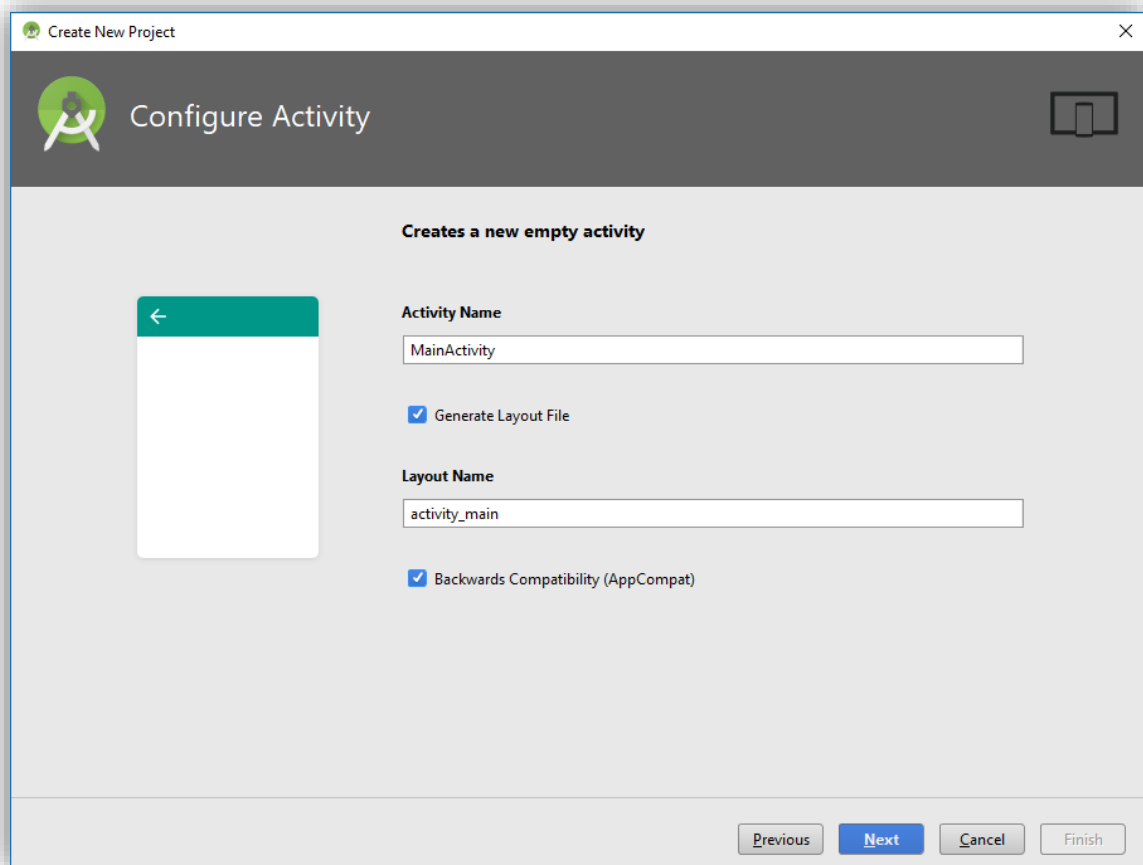 Create New Project
Configure Activity
Creates a new empty activity
Activity Name
MainActivity
Generate Layout File
Layout Name
activity_main
Backwards Compatibility (AppCompat)
Previous Next Cancel Finish